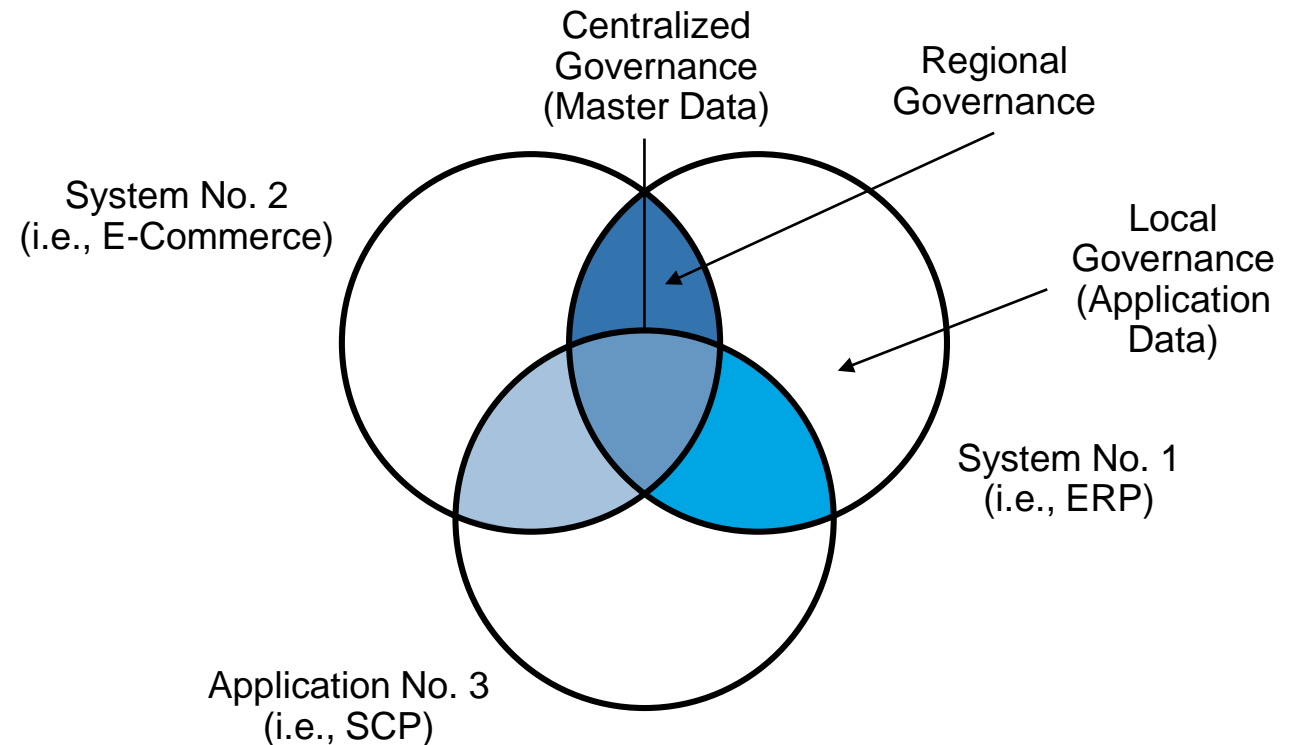 Centralized
Governance
(Master Data)
Regional
Governance
System No. 2
(i.e., E-Commerce)
Local
Governance
(Application
Data)
System No. 1
(i.e., ERP)
Application No. 3
(i.e., SCP)